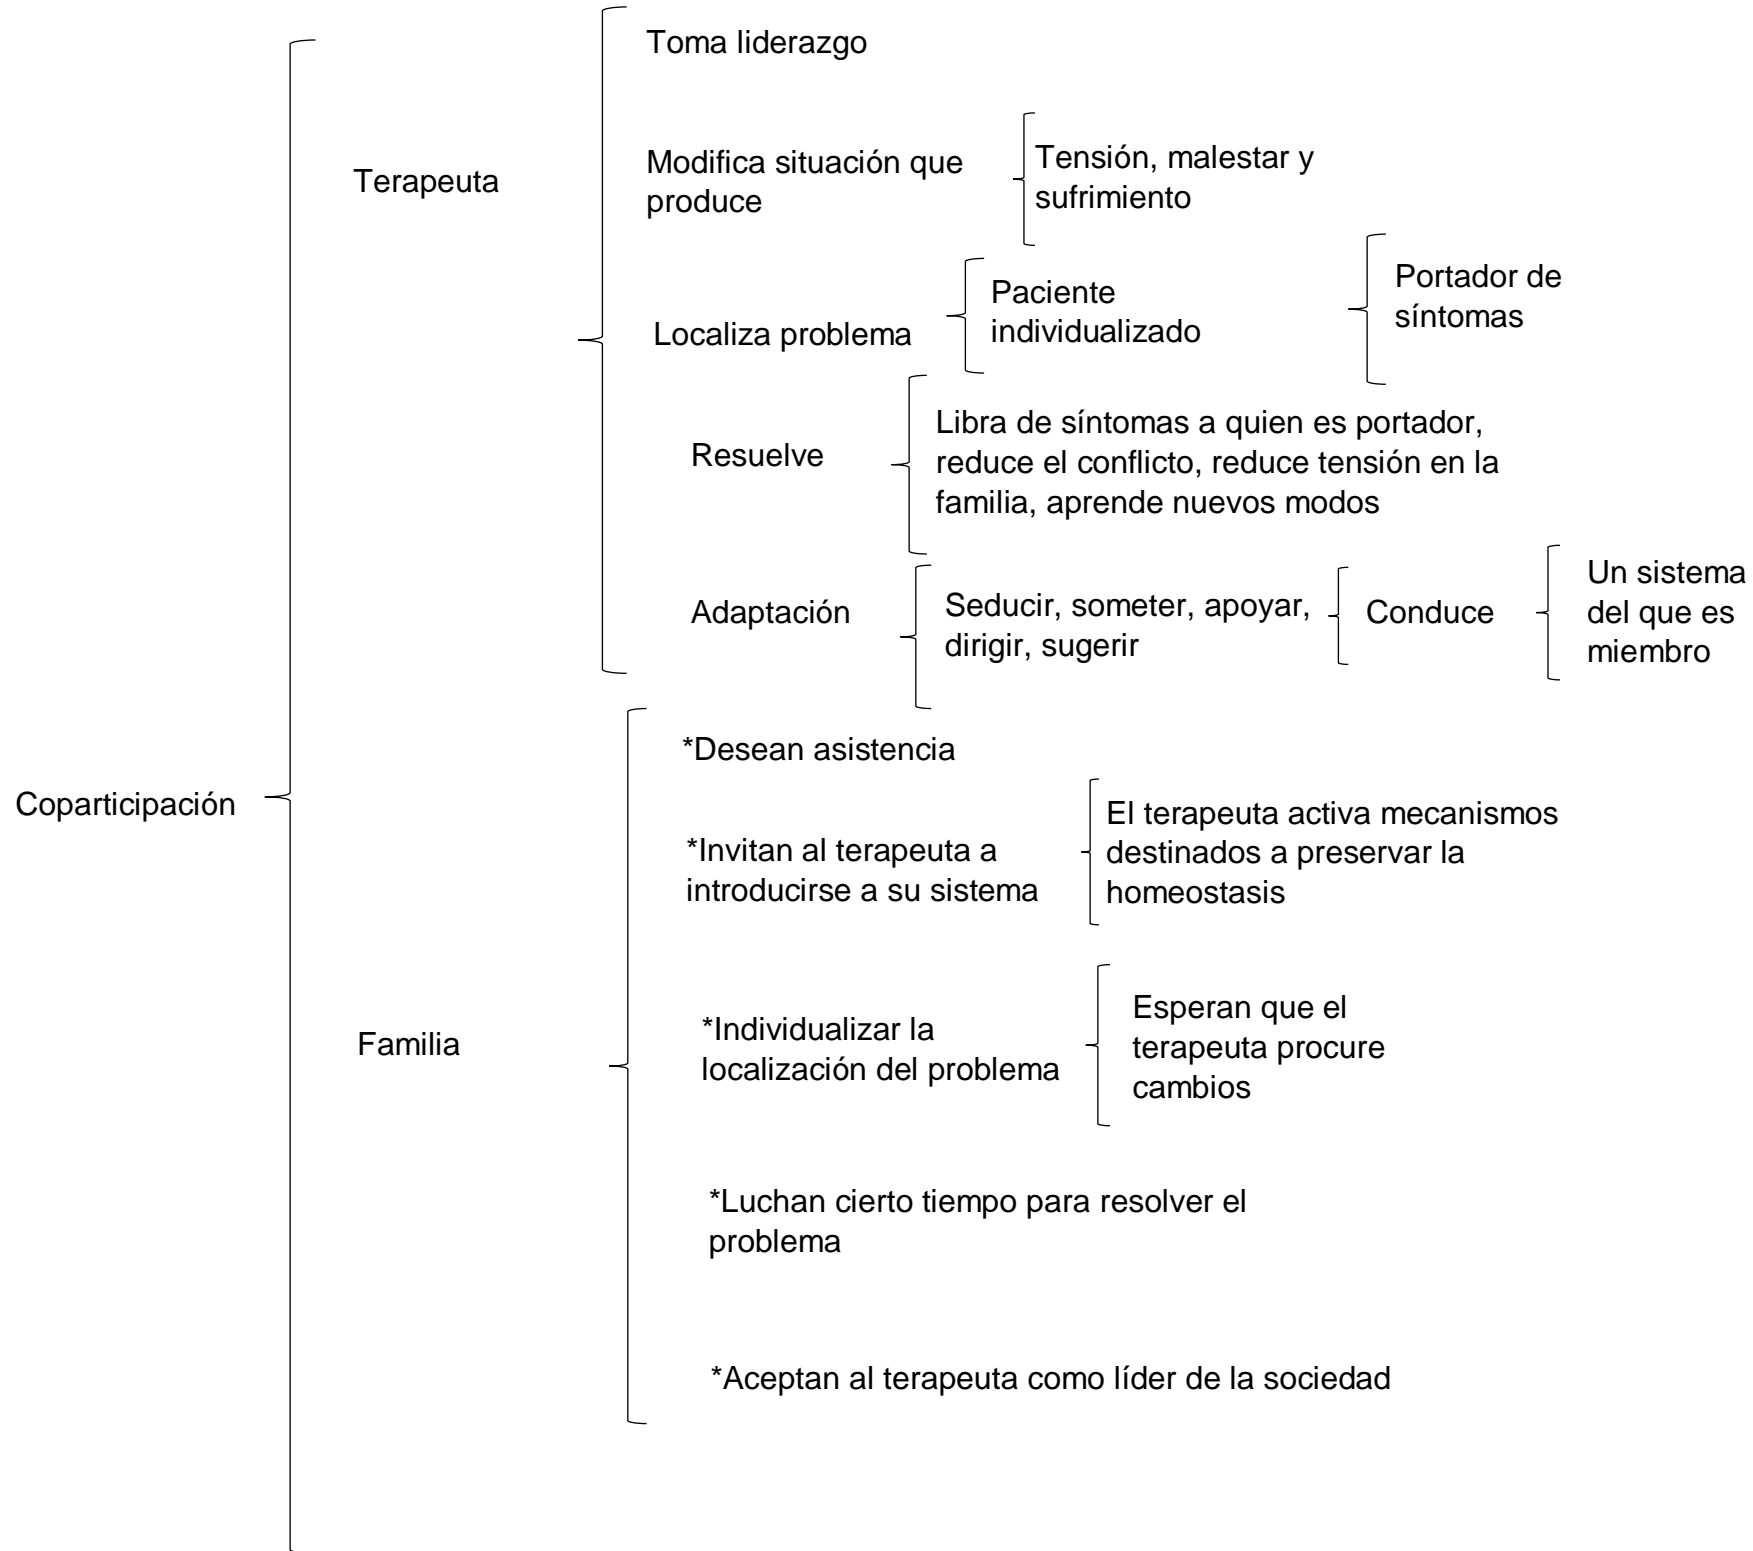 Coparticipación
Terapeuta
Toma liderazgo
Modifica situación que
produce
Tensión, malestar y
sufrimiento
Localiza problema
Paciente
individualizado
Portador de
síntomas
Resuelve
Libra de síntomas a quien es portador,
reduce el conflicto, reduce tensión en la
familia, aprende nuevos modos
Adaptación
Seducir, someter, apoyar,
dirigir, sugerir
Conduce
Un sistema
del que es
miembro
Familia
*Desean asistencia
*Invitan al terapeuta a
introducirse a su sistema
El terapeuta activa mecanismos
destinados a preservar la
homeostasis
*Individualizar la
localización del problema
Esperan que el
terapeuta procure
cambios
*Luchan cierto tiempo para resolver el
problema
*Aceptan al terapeuta como líder de la sociedad